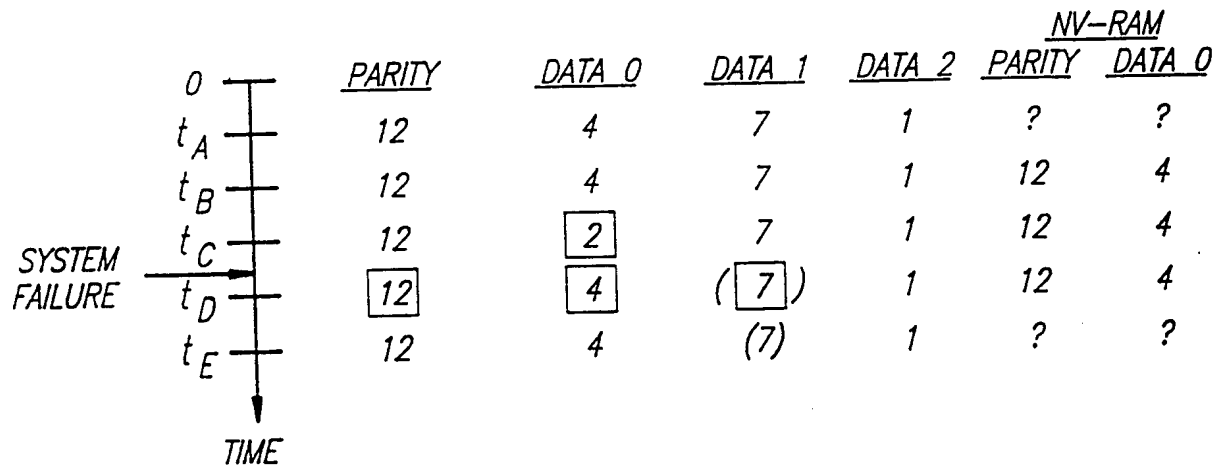 NV-RAM
0 PARITY DATA 0 DATA 1 DATA 2 PARITY DATA 0
tA 12 4 7 1 ? ?
tB 12 4 7 1 12 4
tC 12 2 7 1 12 4
SYSTEM FAILURE
tD 12 4 (7) 1 12 4
tE 12 4 (7) 1 ? ?
TIME